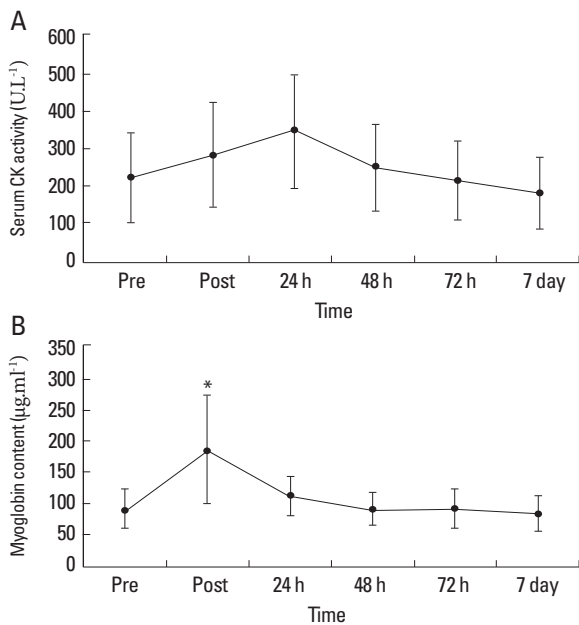 A
Serum CK activity (U.L⁻¹)
600
500
400
300
200
100
0
Pre Post 24 h 48 h 72 h 7 day
Time
B
Myoglobin content (µg.ml⁻¹)
350
300
250
200
150
100
50
0
*
Pre Post 24 h 48 h 72 h 7 day
Time